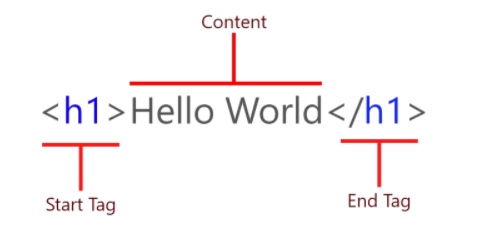 Content
<h1>Hello World</h1>
Start Tag
End Tag